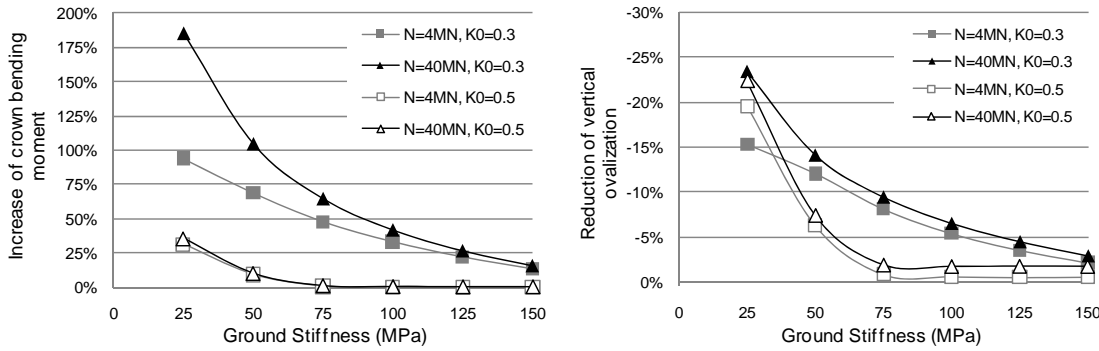 Increase of crown bending
moment
200%
175%
150%
125%
100%
75%
50%
25%
0%
0 25 50 75 100 125 150
Ground Stiffness (MPa)
N=4MN, K0=0.3
N=40MN, K0=0.3
N=4MN, K0=0.5
N=40MN, K0=0.5
Reduction of vertical
ovalization
-30%
-25%
-20%
-15%
-10%
-5%
0%
0 25 50 75 100 125 150
Ground Stiffness (MPa)
N=4MN, K0=0.3
N=40MN, K0=0.3
N=4MN, K0=0.5
N=40MN, K0=0.5